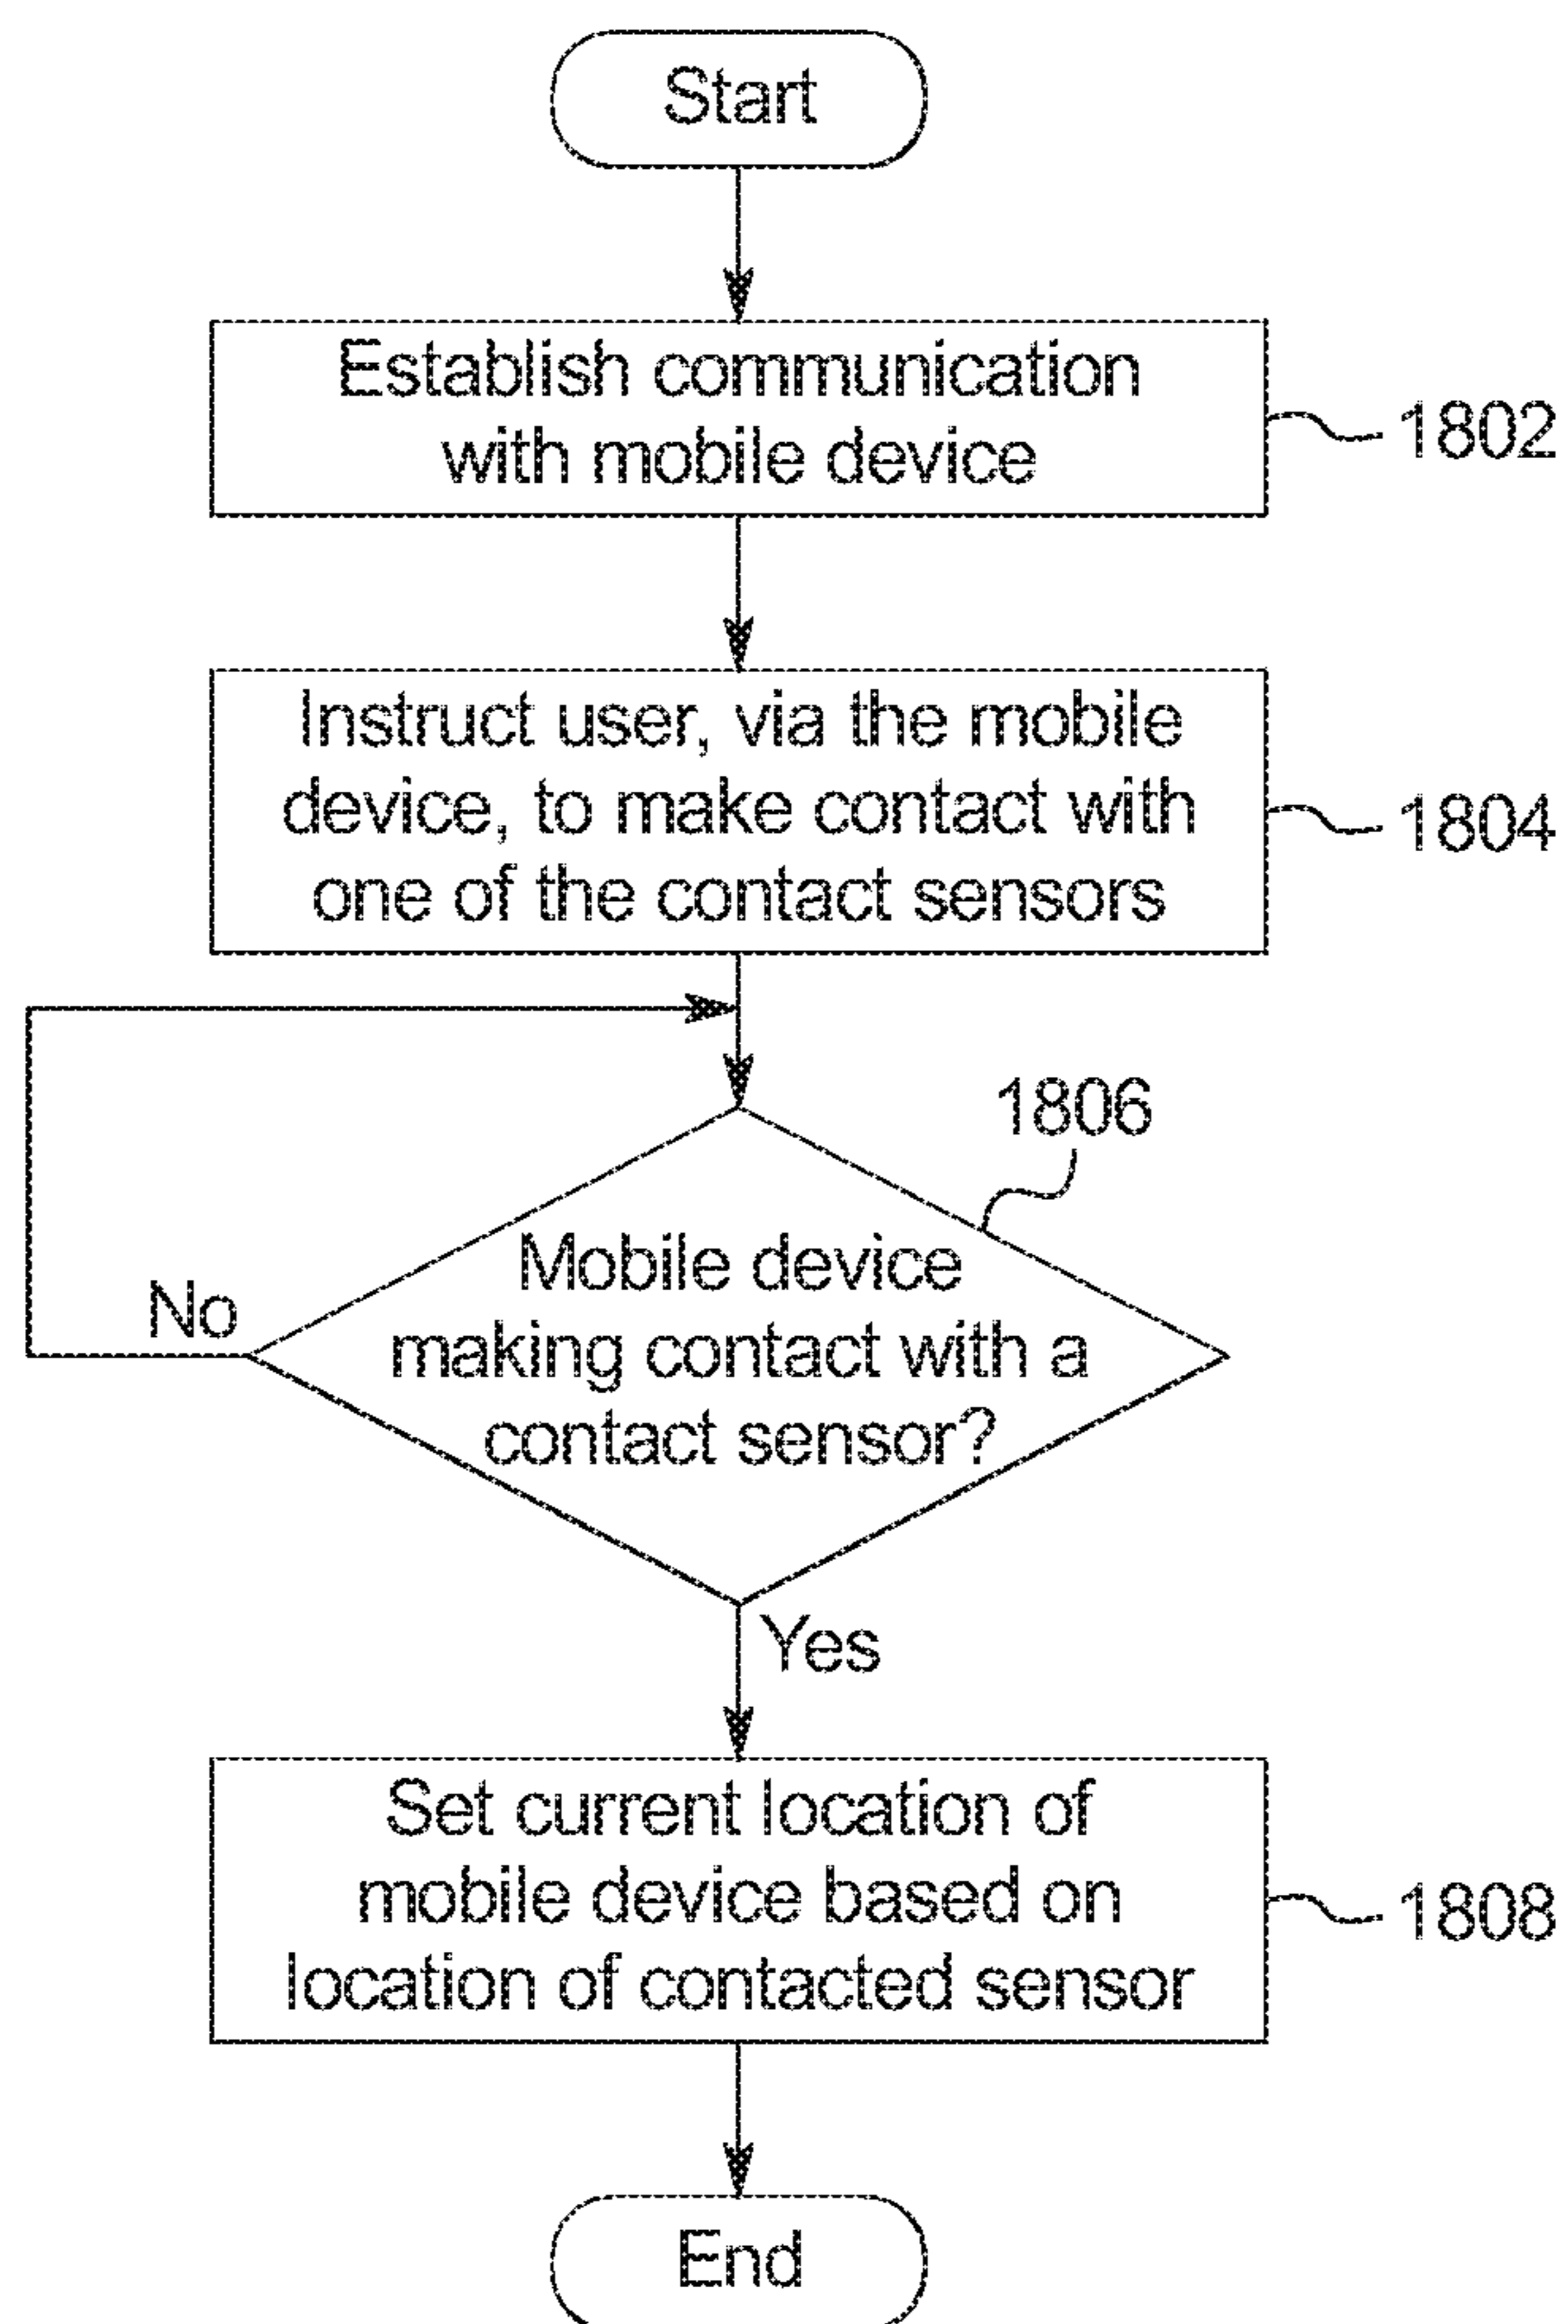 Start
Establish communication
with mobile device
1802
Instruct user, via the mobile
device, to make contact with
one of the contact sensors
1804
1806
Mobile device
making contact with a
contact sensor?
No
Yes
Set current location of
mobile device based on
location of contacted sensor
1808
End